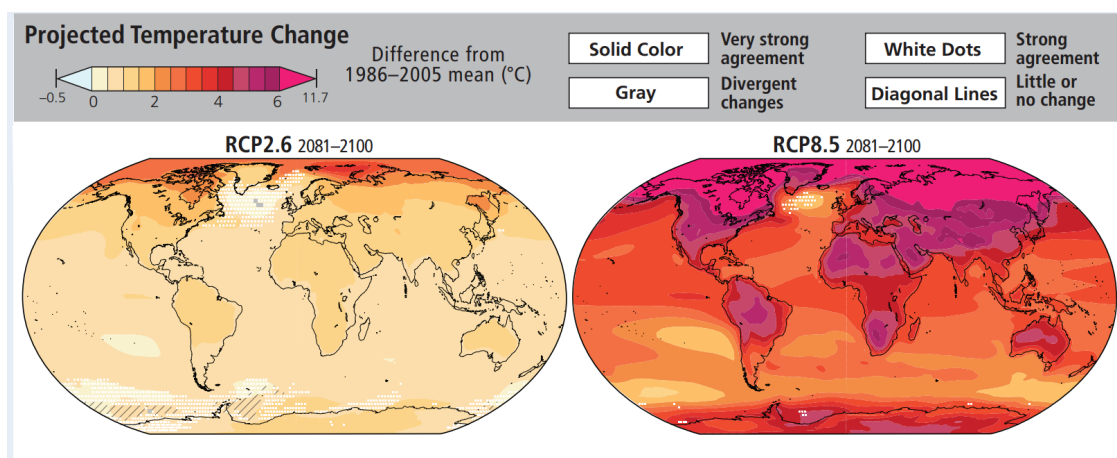 Projected Temperature Change
Difference from
1986–2005 mean (°C)
−0.5 0 2 4 6 11.7
Solid Color Very strong
agreement
Gray Divergent
changes
White Dots Strong
agreement
Diagonal Lines Little or
no change
RCP2.6 2081–2100
RCP8.5 2081–2100